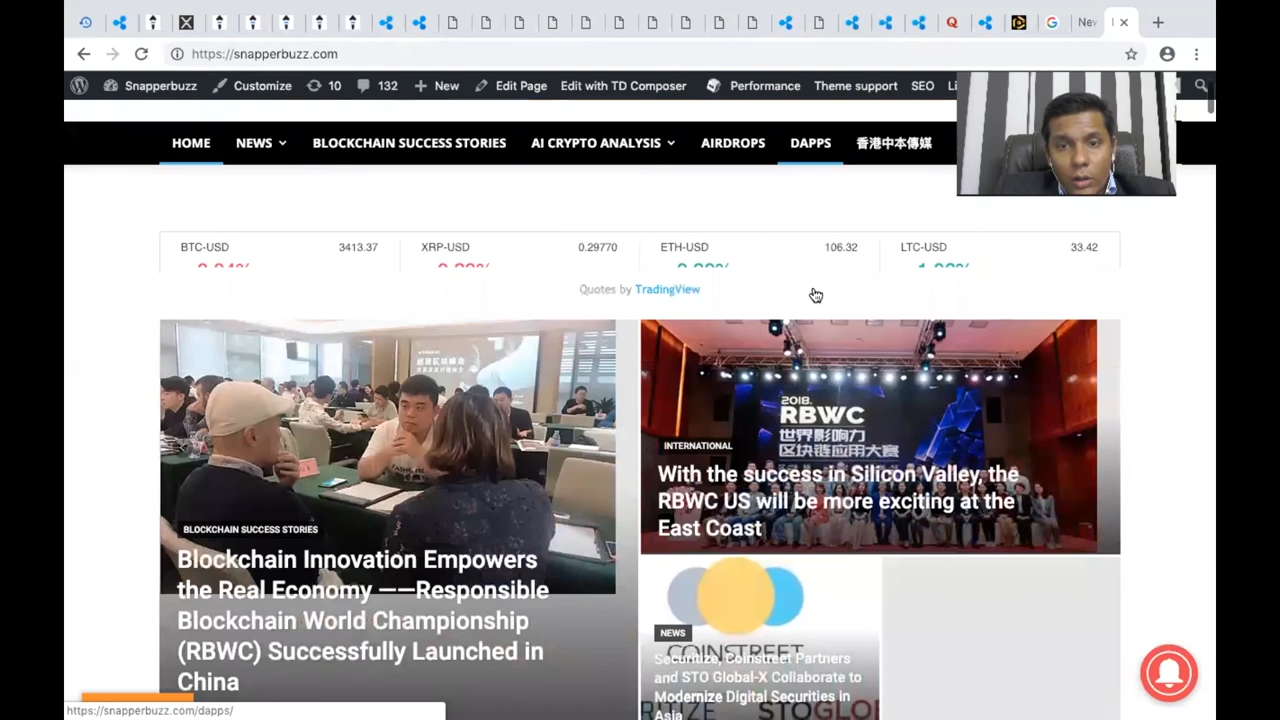 Nev
https://snapperbuzz.com
Snapperbuzz
Customize
10
132
New
Edit Page
Edit with TD Composer
Performance
Theme support
SEO
HOME
NEWS
BLOCKCHAIN SUCCESS STORIES
AI CRYPTO ANALYSIS
AIRDROPS
DAPPS
香港中本傳媒
BTC-USD 3413.37
XRP-USD 0.29770
ETH-USD 106.32
LTC-USD 33.42
Quotes by TradingView
BLOCKCHAIN SUCCESS STORIES
Blockchain Innovation Empowers
the Real Economy ——Responsible
Blockchain World Championship
(RBWC) Successfully Launched in
China
2018.
RBWC
世界影响力
区块链应用大赛
INTERNATIONAL
With the success in Silicon Valley, the
RBWC US will be more exciting at the
East Coast
COINSTREET
NEWS
Securitize, Coinstreet Partners
and STO Global-X Collaborate to
Modernize Digital Securities in
Asia
https://snapperbuzz.com/dapps/